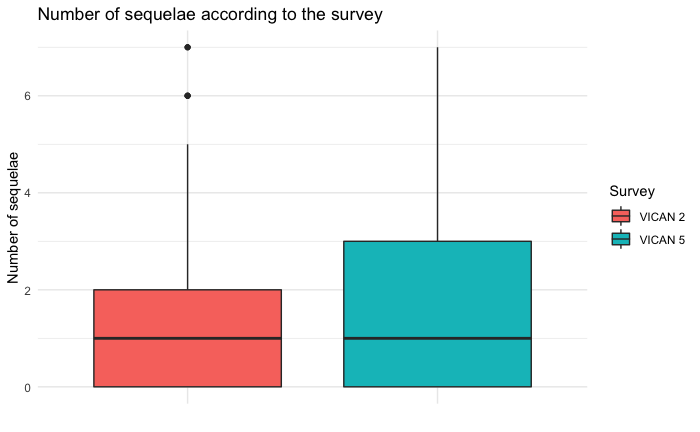 Number of sequelae according to the survey
Number of sequelae
6
4
2
0
Survey
VICAN 2
VICAN 5